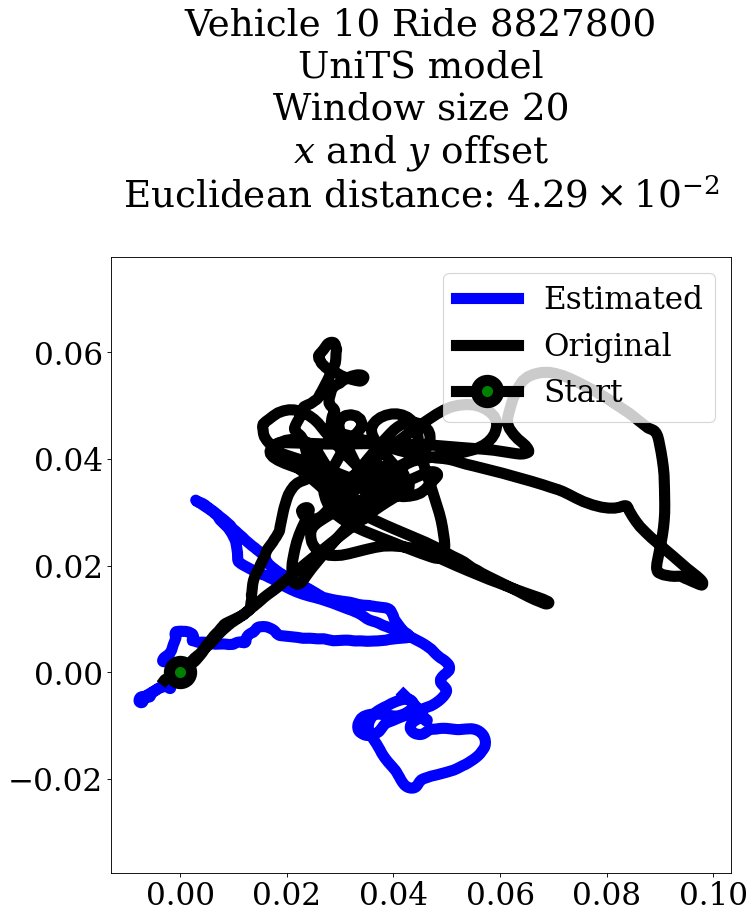 Vehicle 10 Ride 8827800
UniTS model
Window size 20
x and y offset
Euclidean distance: 4.29 × 10⁻²
Estimated
Original
Start
0.06
0.04
0.02
0.00
−0.02
0.00 0.02 0.04 0.06 0.08 0.10